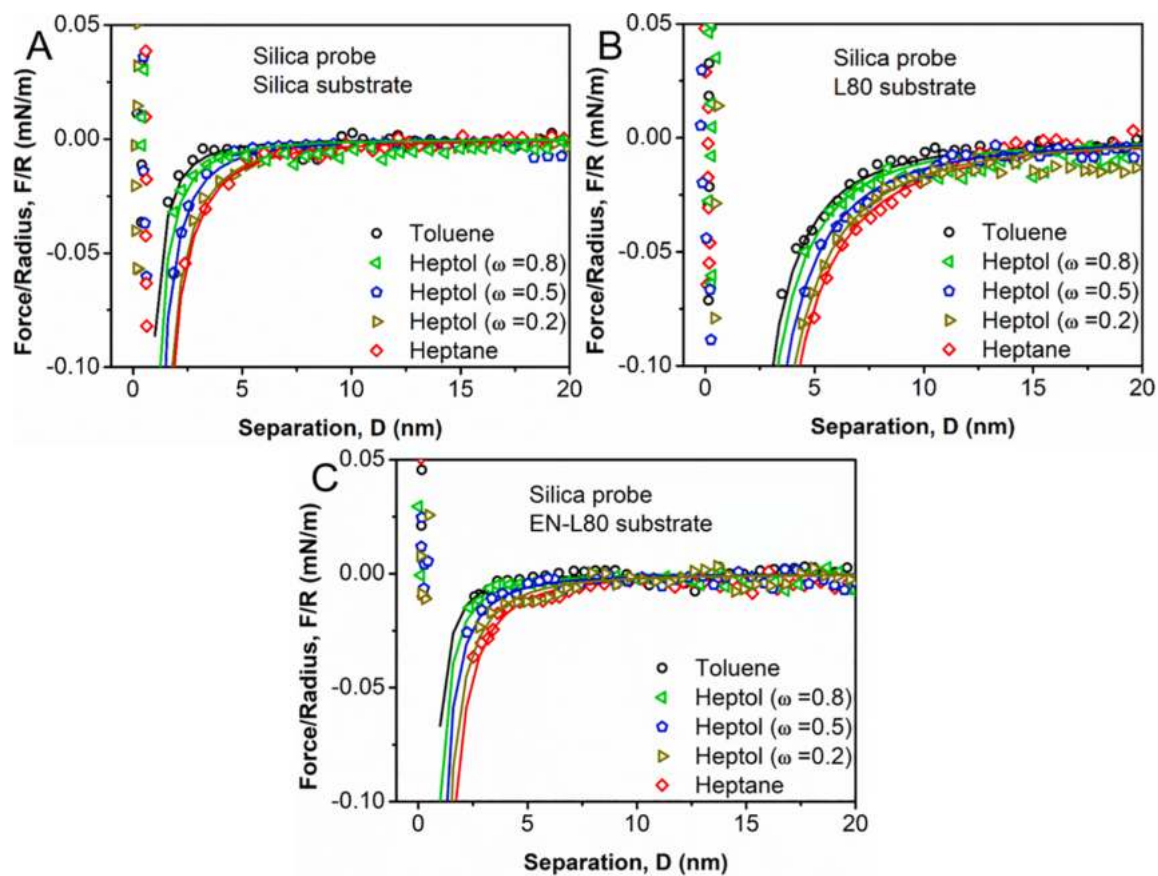 A
Silica probe
Silica substrate
Force/Radius, F/R (mN/m)
0.05
0.00
-0.05
-0.10
Toluene
Heptol (ω =0.8)
Heptol (ω =0.5)
Heptol (ω =0.2)
Heptane
0 5 10 15 20
Separation, D (nm)
B
Silica probe
L80 substrate
Force/Radius, F/R (mN/m)
0.05
0.00
-0.05
-0.10
Toluene
Heptol (ω =0.8)
Heptol (ω =0.5)
Heptol (ω =0.2)
Heptane
0 5 10 15 20
Separation, D (nm)
C
Silica probe
EN-L80 substrate
Force/Radius, F/R (mN/m)
0.05
0.00
-0.05
-0.10
Toluene
Heptol (ω =0.8)
Heptol (ω =0.5)
Heptol (ω =0.2)
Heptane
0 5 10 15 20
Separation, D (nm)